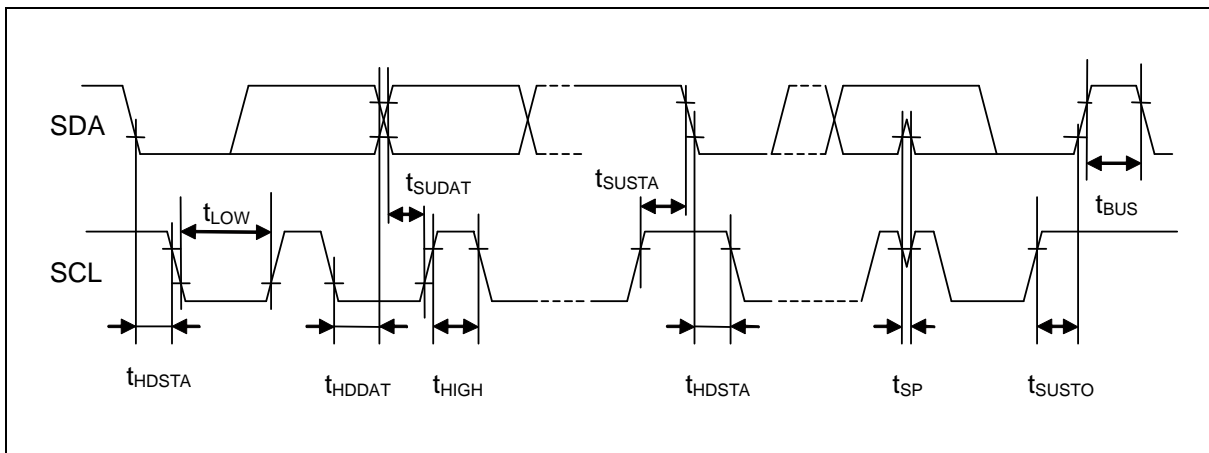 SDA
tSUDAT
tSUSTA
tBUS
tLOW
SCL
tHDSTA
tHDDAT
tHIGH
tHDSTA
tSP
tSUSTO